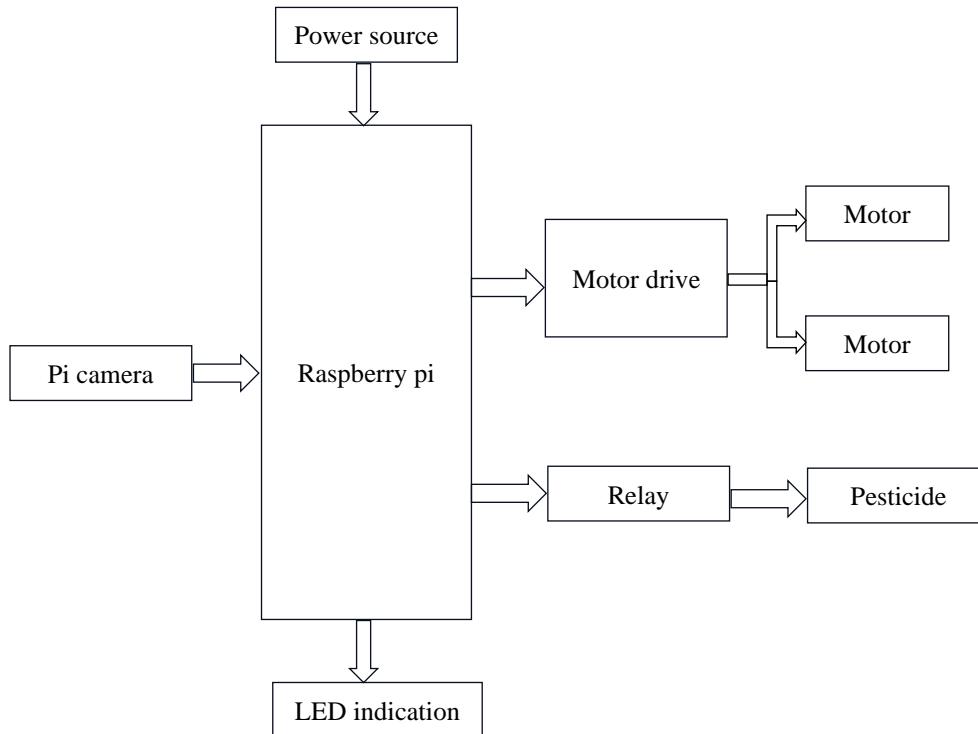 Power source
Motor
Motor drive
Motor
Pi camera
Raspberry pi
Relay
Pesticide
LED indication